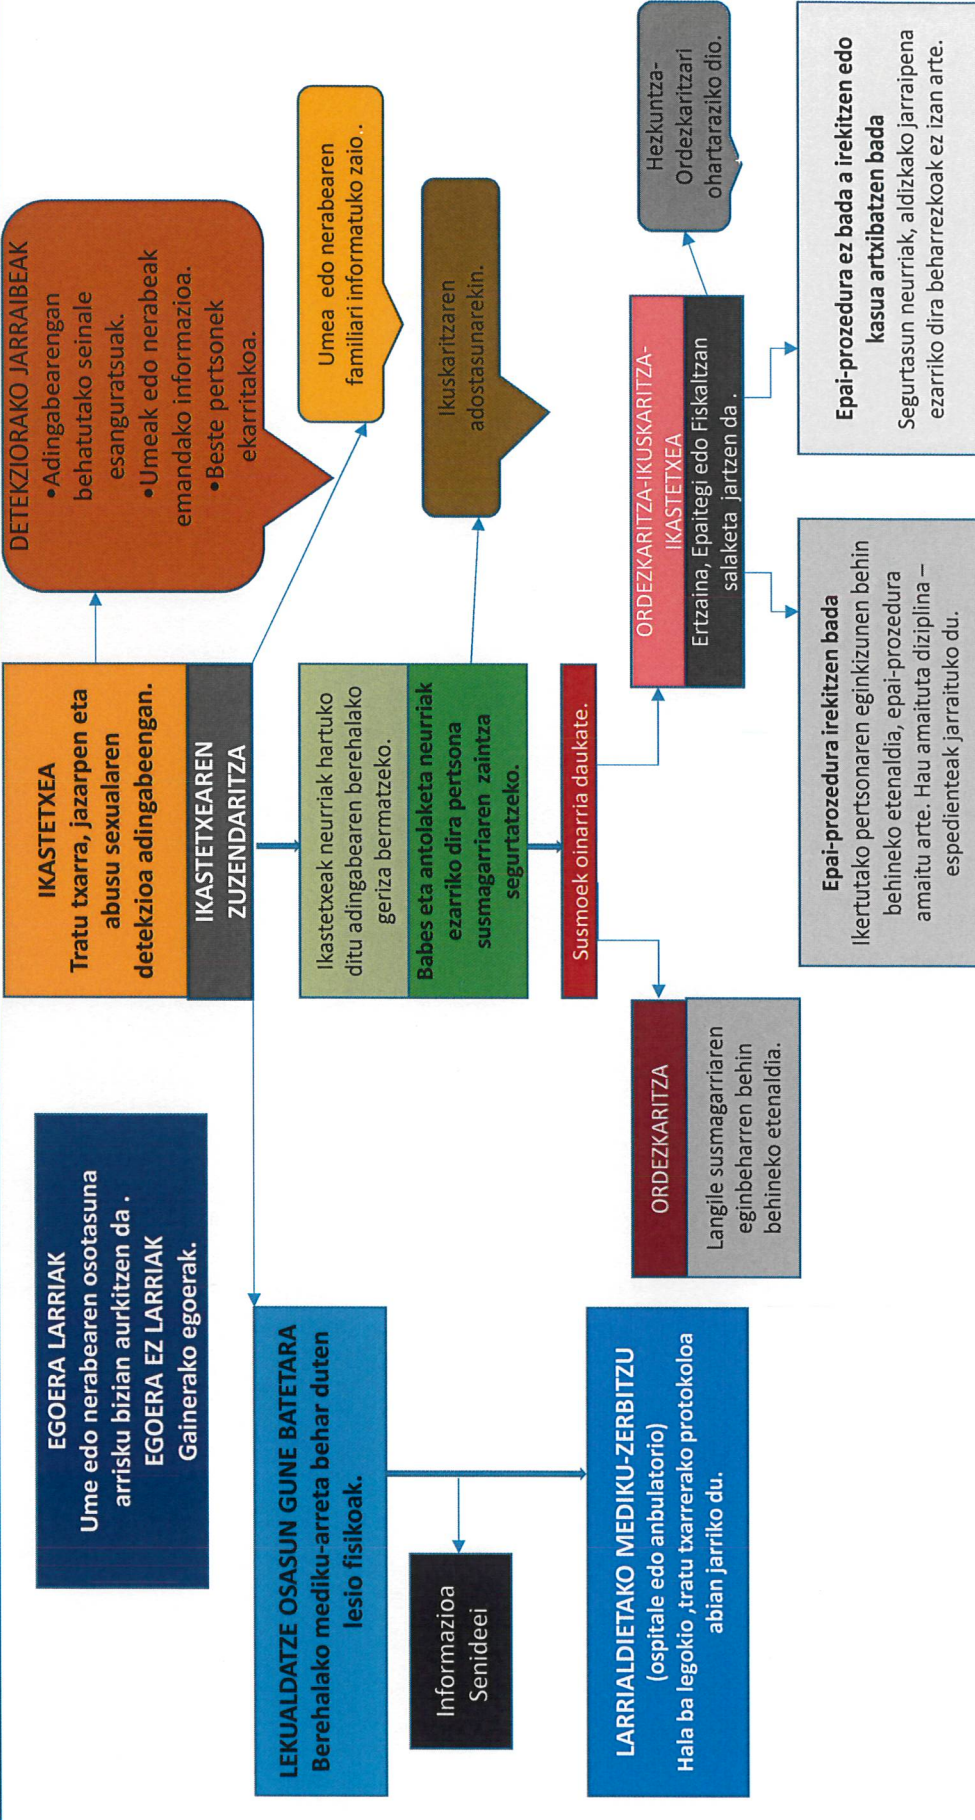 EGOERA LARRIAK
Ume edo nerabearen osotasuna
arrisku bizian aurkitzen da .
EGOERA EZ LARRIAK
Gainerako egoerak.
IKASTETXEA
Tratu txarra, jazarpen eta
abusu sexualaren
detekzioa adingabeengan.
IKASTETXEAREN
ZUZENDARITZA
DETEKZIORAKO JARRAIBEAK
•Adingabearengan
behatutako seinale
esanguratsuak.
•Umeak edo nerabeak
emandako informazioa.
•Beste pertsonek
ekarritakoa.
Umea edo nerabearen
familiari informatuko zaio..
LEKUALDATZE OSASUN GUNE BATETARA
Berehalako mediku-arreta behar duten
lesio fisikoak.
Informazioa
Senideei
LARRIALDIETAKO MEDIKU-ZERBITZU
(ospitale edo anbulatorio)
Hala ba legokio ,tratu txarrerako protokoloa
abian jarriko du.
Ikastetxeak neurriak hartuko
ditu adingabearen berehalako
geriza bermatzeko.
Babes eta antolaketa neurriak
ezarriko dira pertsona
susmagarriaren zaintza
segurtatzeko.
Ikuskaritzaren
adostasunarekin.
Susmoek oinarria daukate.
ORDEZKARITZA
Langile susmagarriaren
eginbeharren behin
behineko etenaldia.
ORDEZKARITZA-IKUSKARITZA-
IKASTETXEA
Ertzaina, Epaitegi edo Fiskaltzan
salaketa jartzen da .
Hezkuntza-
Ordezkaritzari
ohartaraziko dio.
Epai-prozedura irekitzen bada
Ikertutako pertsonaren eginkizunen behin
behineko etenaldia, epai-prozedura
amaitu arte. Hau amaituta diziplina –
espedienteak jarraituko du.
Epai-prozedura ez bada a irekitzen edo
kasua artxibatzen bada
Segurtasun neurriak, aldizkako jarraipena
ezarriko dira beharrezkoak ez izan arte.